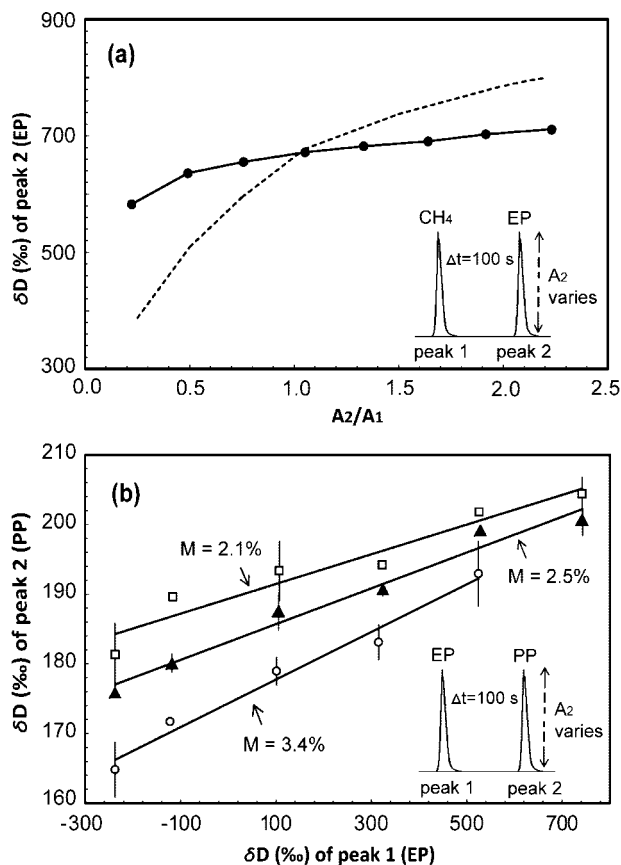 (a)
900
700
500
300
δD (‰) of peak 2 (EP)
CH₄ EP
Δt=100 s
A₂
varies
peak 1 peak 2
0.0 0.5 1.0 1.5 2.0 2.5
A₂/A₁
(b)
210
200
190
180
170
160
δD (‰) of peak 2 (PP)
M = 2.1%
M = 2.5%
M = 3.4%
EP PP
Δt=100 s
A₂
varies
peak 1 peak 2
-300 -100 100 300 500 700
δD (‰) of peak 1 (EP)